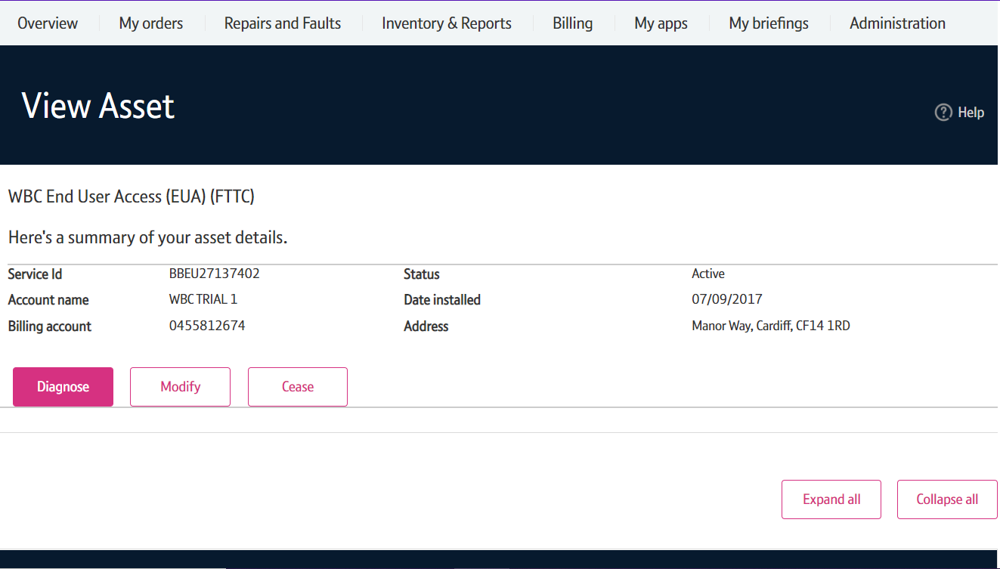 Overview My orders Repairs and Faults Inventory & Reports Billing My apps My briefings Administration
View Asset
? Help
WBC End User Access (EUA) (FTTC)
Here's a summary of your asset details.
Service Id BBEU27137402 Status Active
Account name WBC TRIAL 1 Date installed 07/09/2017
Billing account 0455812674 Address Manor Way, Cardiff, CF14 1RD
Diagnose Modify Cease
Expand all Collapse all